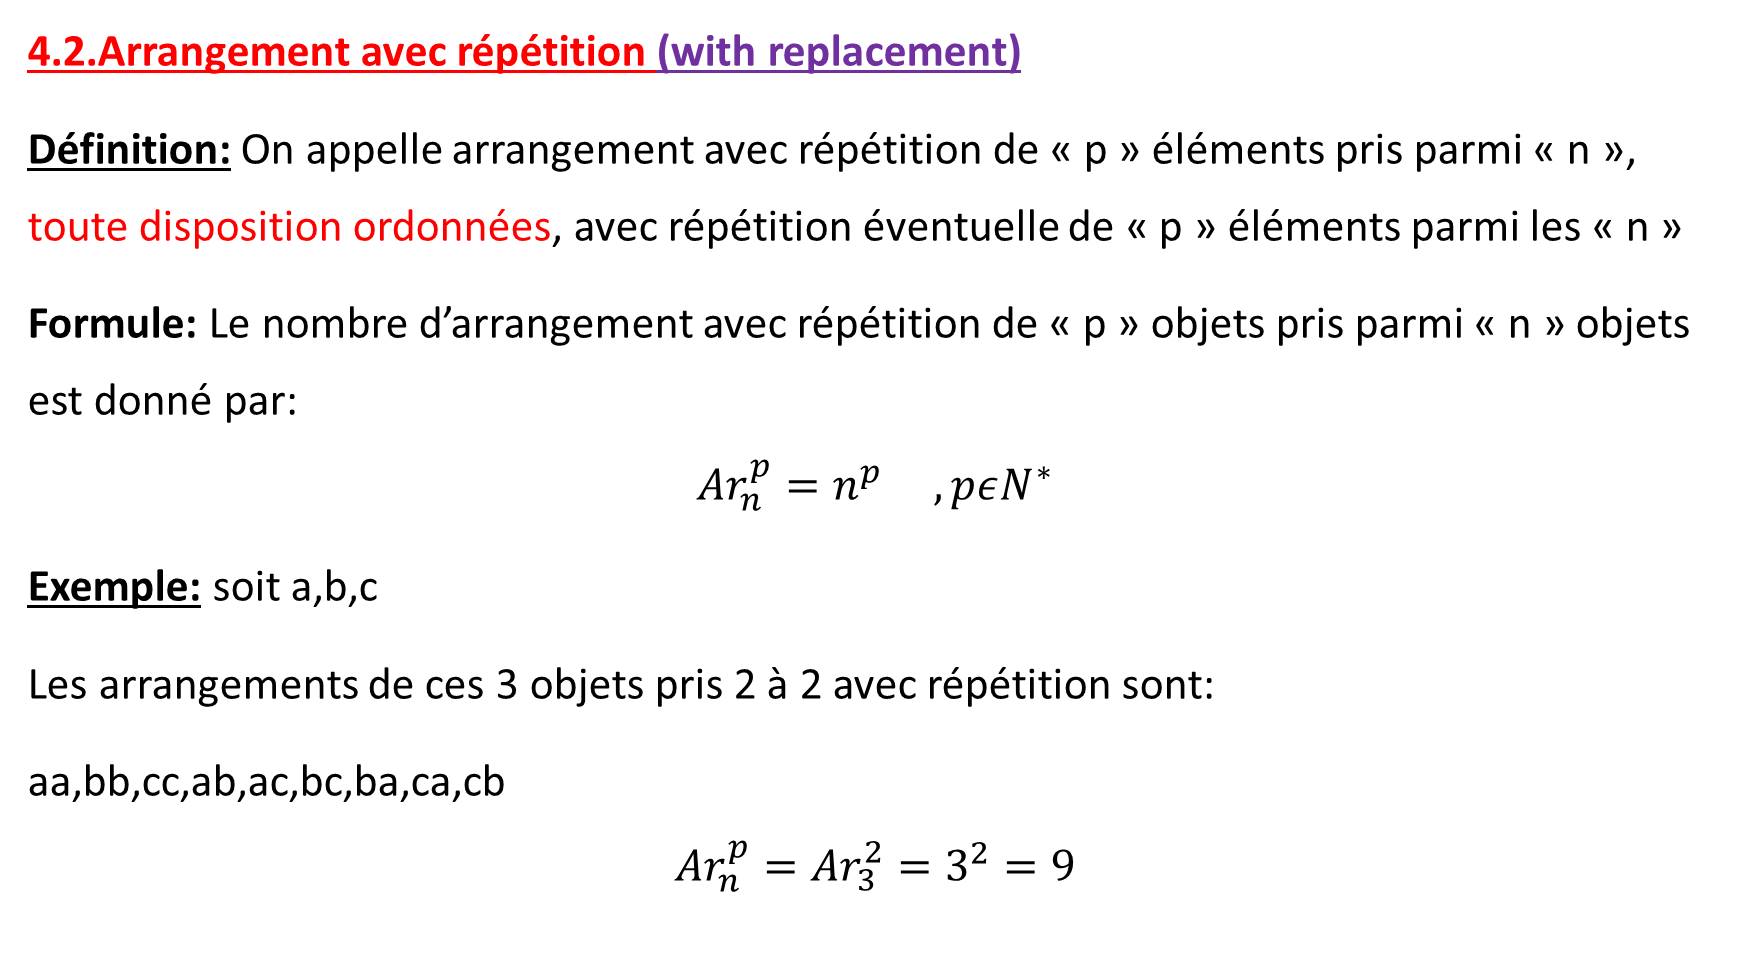 4.2.Arrangement avec répétition (with replacement)
Définition: On appelle arrangement avec répétition de « p » éléments pris parmi « n »,
toute disposition ordonnées, avec répétition éventuelle de « p » éléments parmi les « n »
Formule: Le nombre d’arrangement avec répétition de « p » objets pris parmi « n » objets
est donné par:
$Ar_n^p = n^p \quad , p \epsilon N^*$
Exemple: soit a,b,c
Les arrangements de ces 3 objets pris 2 à 2 avec répétition sont:
aa,bb,cc,ab,ac,bc,ba,ca,cb
$Ar_n^p = Ar_3^2 = 3^2 = 9$